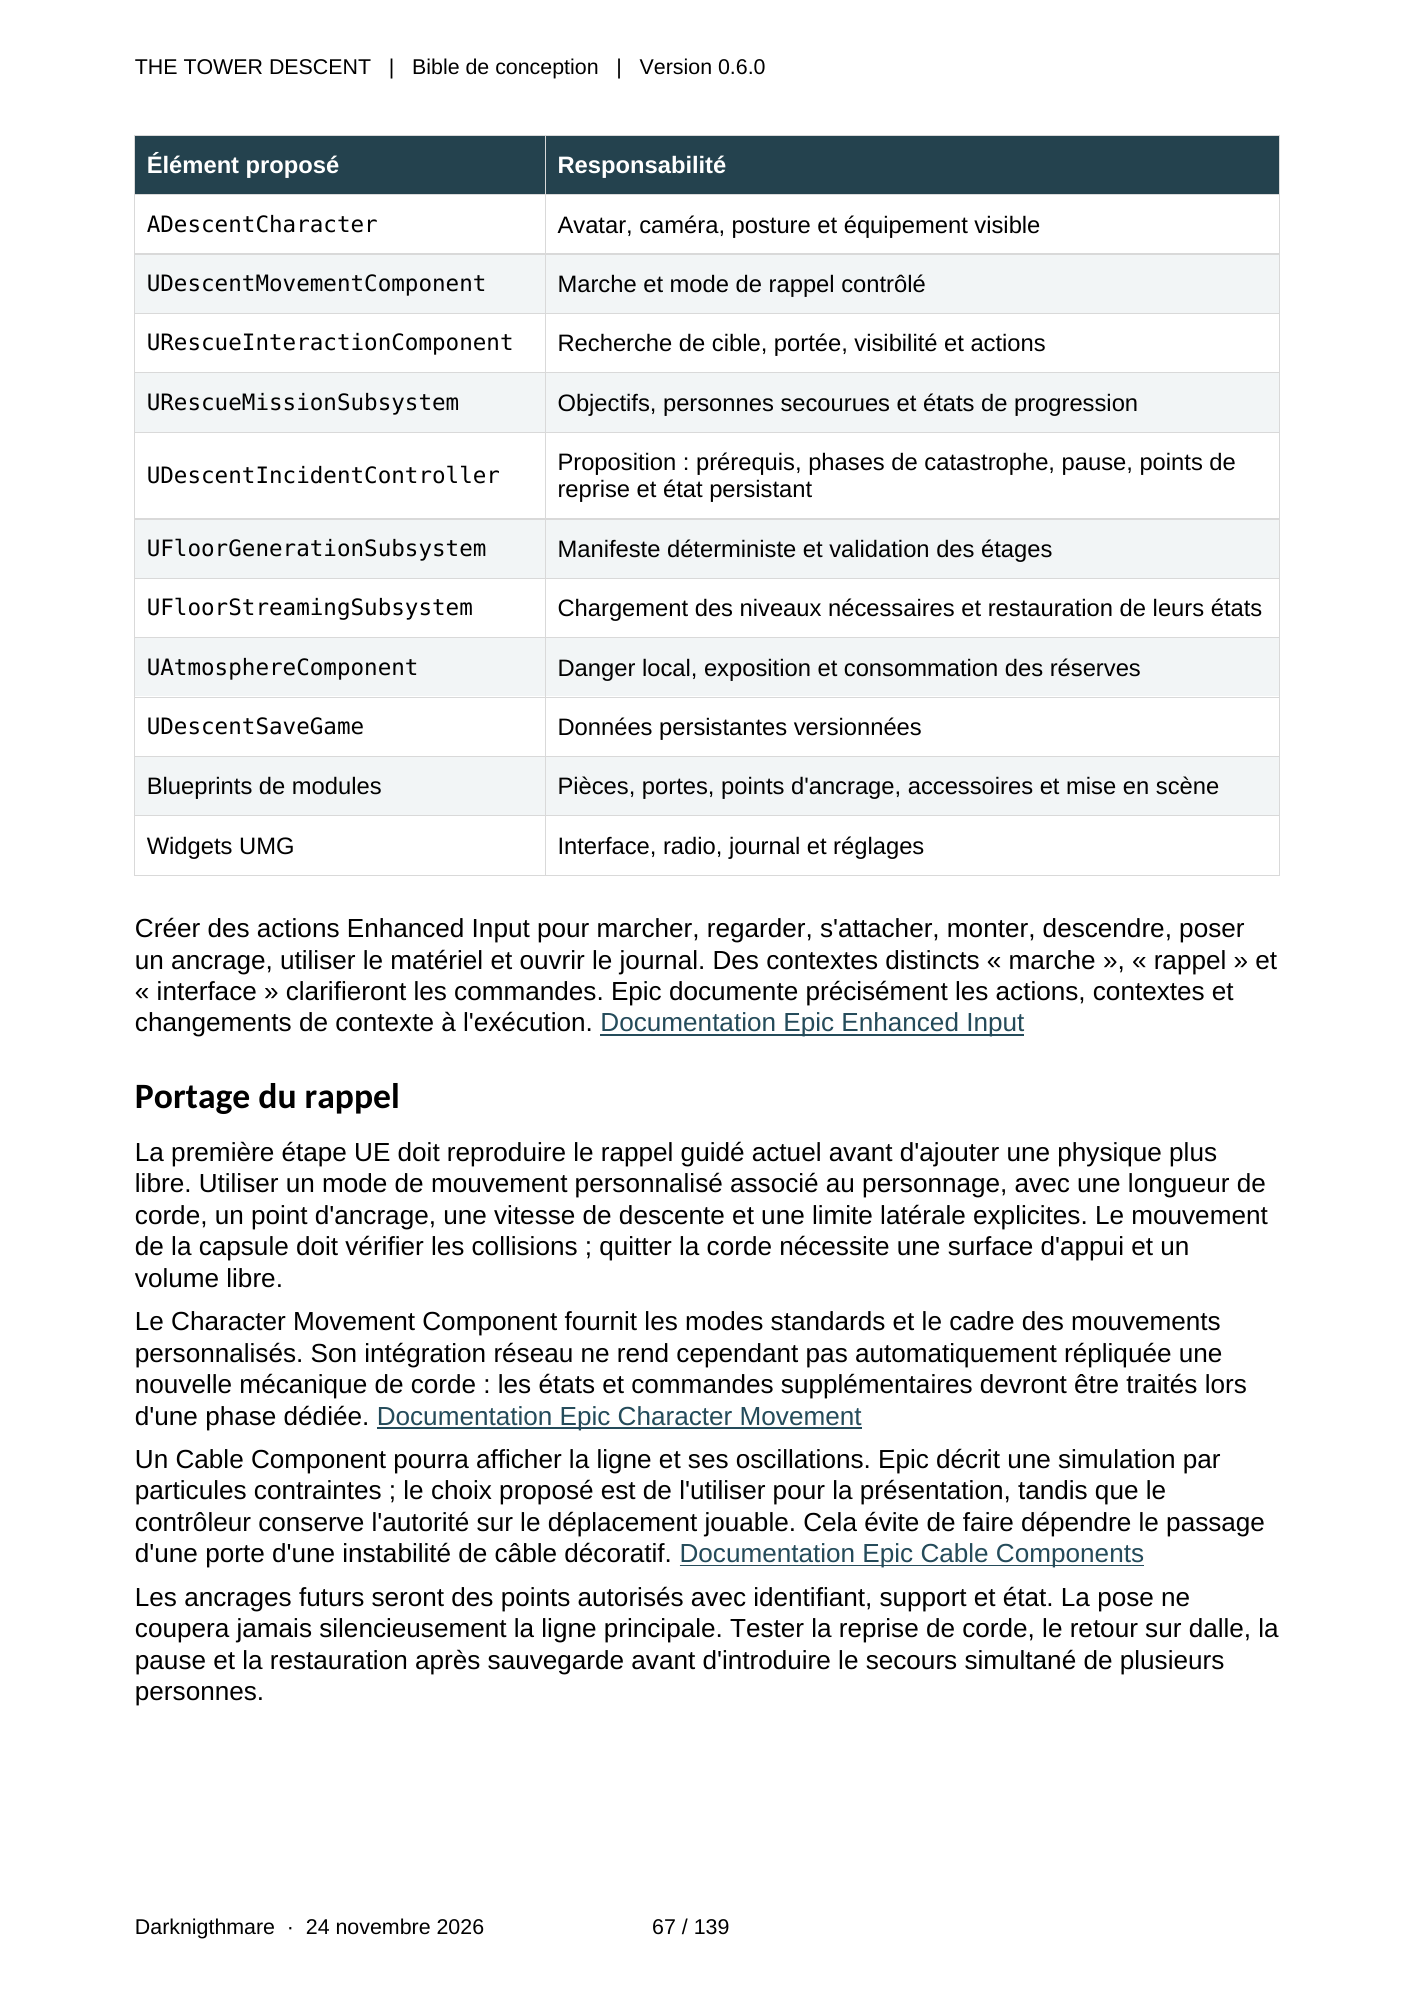 THE TOWER DESCENT | Bible de conception | Version 0.6.0
Élément proposé Responsabilité
ADescentCharacter Avatar, caméra, posture et équipement visible
UDescentMovementComponent Marche et mode de rappel contrôlé
URescueInteractionComponent Recherche de cible, portée, visibilité et actions
URescueMissionSubsystem Objectifs, personnes secourues et états de progression
UDescentIncidentController Proposition : prérequis, phases de catastrophe, pause, points de
reprise et état persistant
UFloorGenerationSubsystem Manifeste déterministe et validation des étages
UFloorStreamingSubsystem Chargement des niveaux nécessaires et restauration de leurs états
UAtmosphereComponent Danger local, exposition et consommation des réserves
UDescentSaveGame Données persistantes versionnées
Blueprints de modules Pièces, portes, points d'ancrage, accessoires et mise en scène
Widgets UMG Interface, radio, journal et réglages
Créer des actions Enhanced Input pour marcher, regarder, s'attacher, monter, descendre, poser
un ancrage, utiliser le matériel et ouvrir le journal. Des contextes distincts « marche », « rappel » et
« interface » clarifieront les commandes. Epic documente précisément les actions, contextes et
changements de contexte à l'exécution. Documentation Epic Enhanced Input
Portage du rappel
La première étape UE doit reproduire le rappel guidé actuel avant d'ajouter une physique plus
libre. Utiliser un mode de mouvement personnalisé associé au personnage, avec une longueur de
corde, un point d'ancrage, une vitesse de descente et une limite latérale explicites. Le mouvement
de la capsule doit vérifier les collisions ; quitter la corde nécessite une surface d'appui et un
volume libre.
Le Character Movement Component fournit les modes standards et le cadre des mouvements
personnalisés. Son intégration réseau ne rend cependant pas automatiquement répliquée une
nouvelle mécanique de corde : les états et commandes supplémentaires devront être traités lors
d'une phase dédiée. Documentation Epic Character Movement
Un Cable Component pourra afficher la ligne et ses oscillations. Epic décrit une simulation par
particules contraintes ; le choix proposé est de l'utiliser pour la présentation, tandis que le
contrôleur conserve l'autorité sur le déplacement jouable. Cela évite de faire dépendre le passage
d'une porte d'une instabilité de câble décoratif. Documentation Epic Cable Components
Les ancrages futurs seront des points autorisés avec identifiant, support et état. La pose ne
coupera jamais silencieusement la ligne principale. Tester la reprise de corde, le retour sur dalle, la
pause et la restauration après sauvegarde avant d'introduire le secours simultané de plusieurs
personnes.
Darknigthmare · 24 novembre 2026 67 / 139